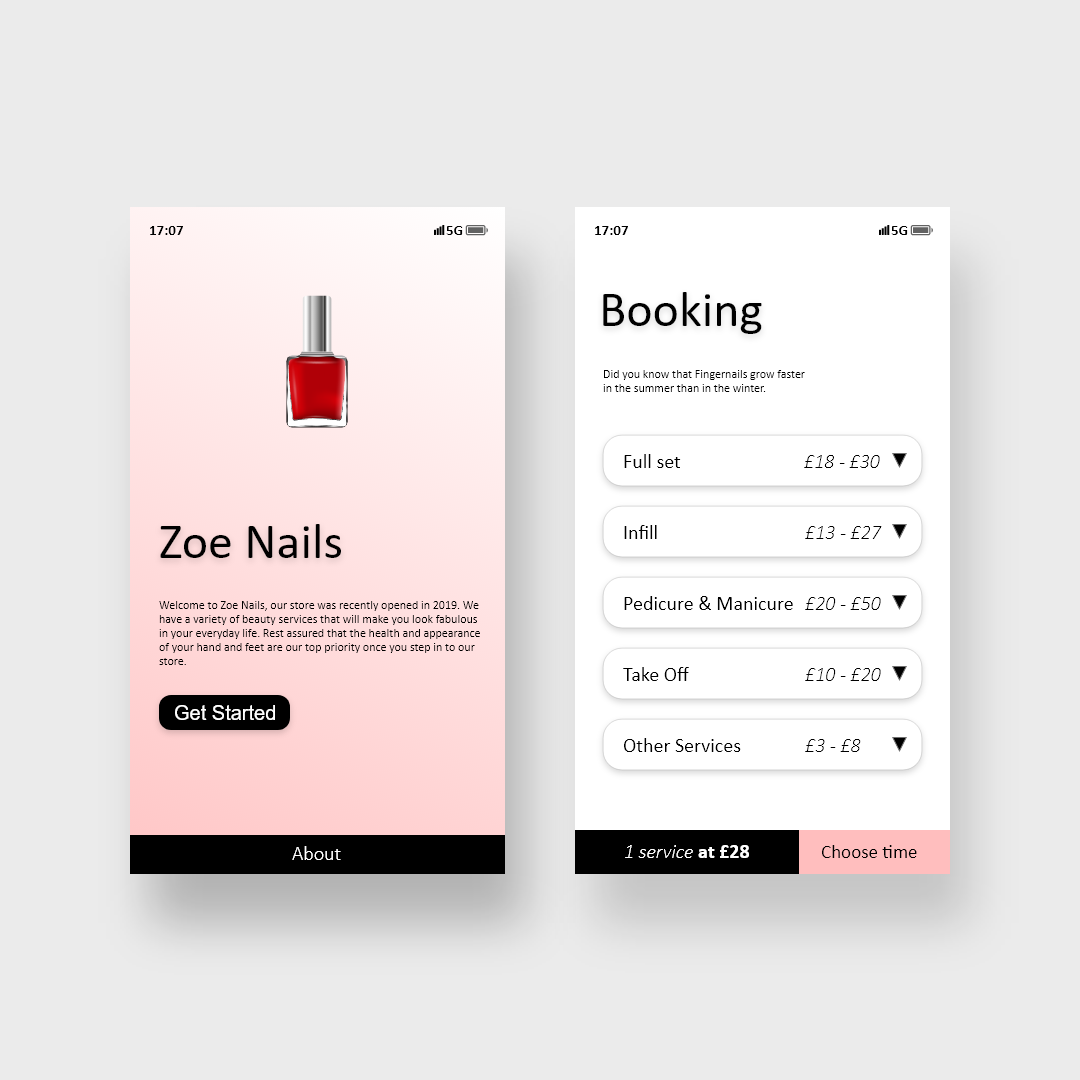 17:07
5G
Zoe Nails
Welcome to Zoe Nails, our store was recently opened in 2019. We
have a variety of beauty services that will make you look fabulous
in your everyday life. Rest assured that the health and appearance
of your hand and feet are our top priority once you step in to our
store.
Get Started
About
17:07
5G
Booking
Did you know that Fingernails grow faster
in the summer than in the winter.
Full set £18 - £30
Infill £13 - £27
Pedicure & Manicure £20 - £50
Take Off £10 - £20
Other Services £3 - £8
1 service at £28
Choose time